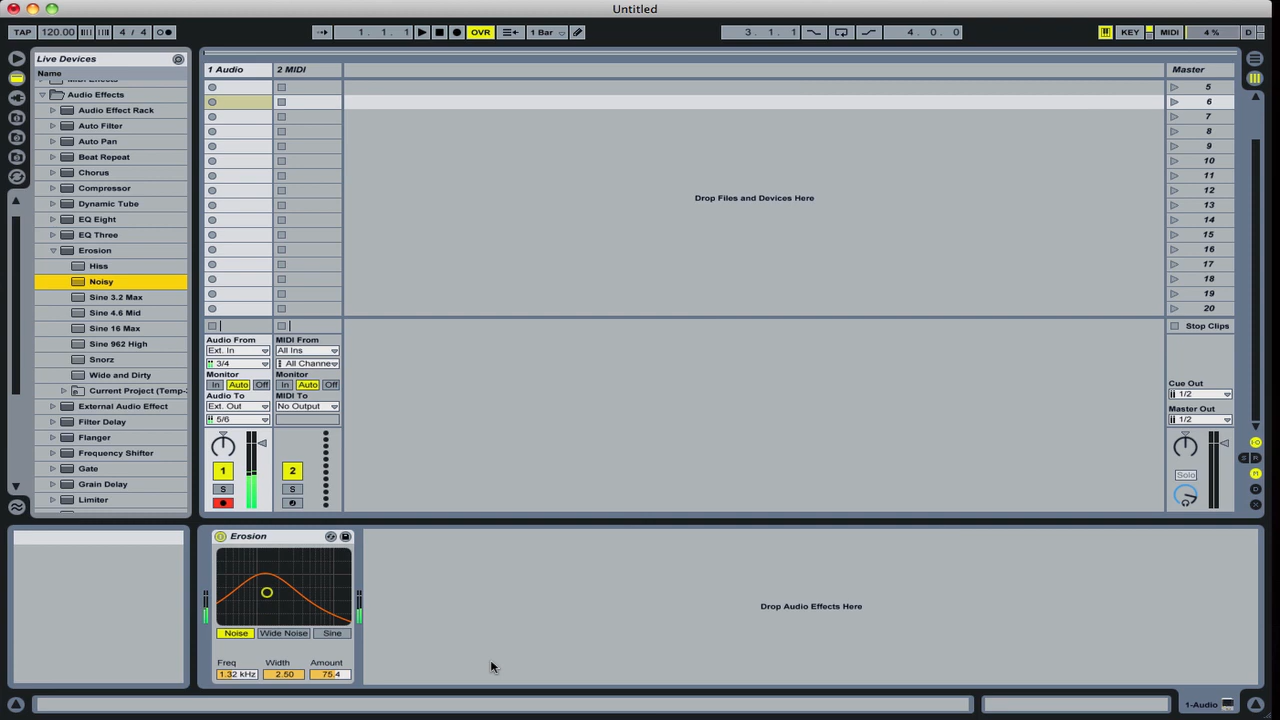 Untitled
TAP 120.00 4 / 4 1. 1. 1 OVR 1 Bar 3. 1. 1 4. 0. 0 KEY MIDI 4 % D
Live Devices
Name
MIDI Effects
Audio Effects
Audio Effect Rack
Auto Filter
Auto Pan
Beat Repeat
Chorus
Compressor
Dynamic Tube
EQ Eight
EQ Three
Erosion
Hiss
Noisy
Sine 3.2 Max
Sine 4.6 Mid
Sine 16 Max
Sine 962 High
Snorz
Wide and Dirty
Current Project (Temp-
External Audio Effect
Filter Delay
Flanger
Frequency Shifter
Gate
Grain Delay
Limiter
1 Audio 2 MIDI Master
5
6
7
8
9
10
11
12
13
14
15
16
17
18
19
20
Drop Files and Devices Here
Stop Clips
Audio From
Ext. In
3/4
Monitor
In Auto Off
Audio To
Ext. Out
5/6
1
S
MIDI From
All Ins
All Channe
Monitor
In Auto Off
MIDI To
No Output
2
S
Cue Out
1/2
Master Out
1/2
Solo
I-O
S R
M
D
X
Erosion
Noise Wide Noise Sine
Freq Width Amount
1.32 kHz 2.50 75.4
Drop Audio Effects Here
1-Audio